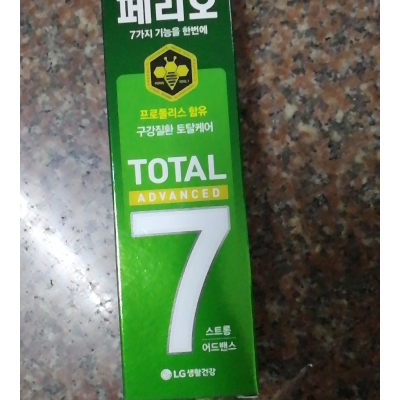 페리오
7가지 기능을 한번에
프로폴리스 함유
구강질환 토탈케어
TOTAL
ADVANCED
7
스트롱
어드밴스
LG 생활건강